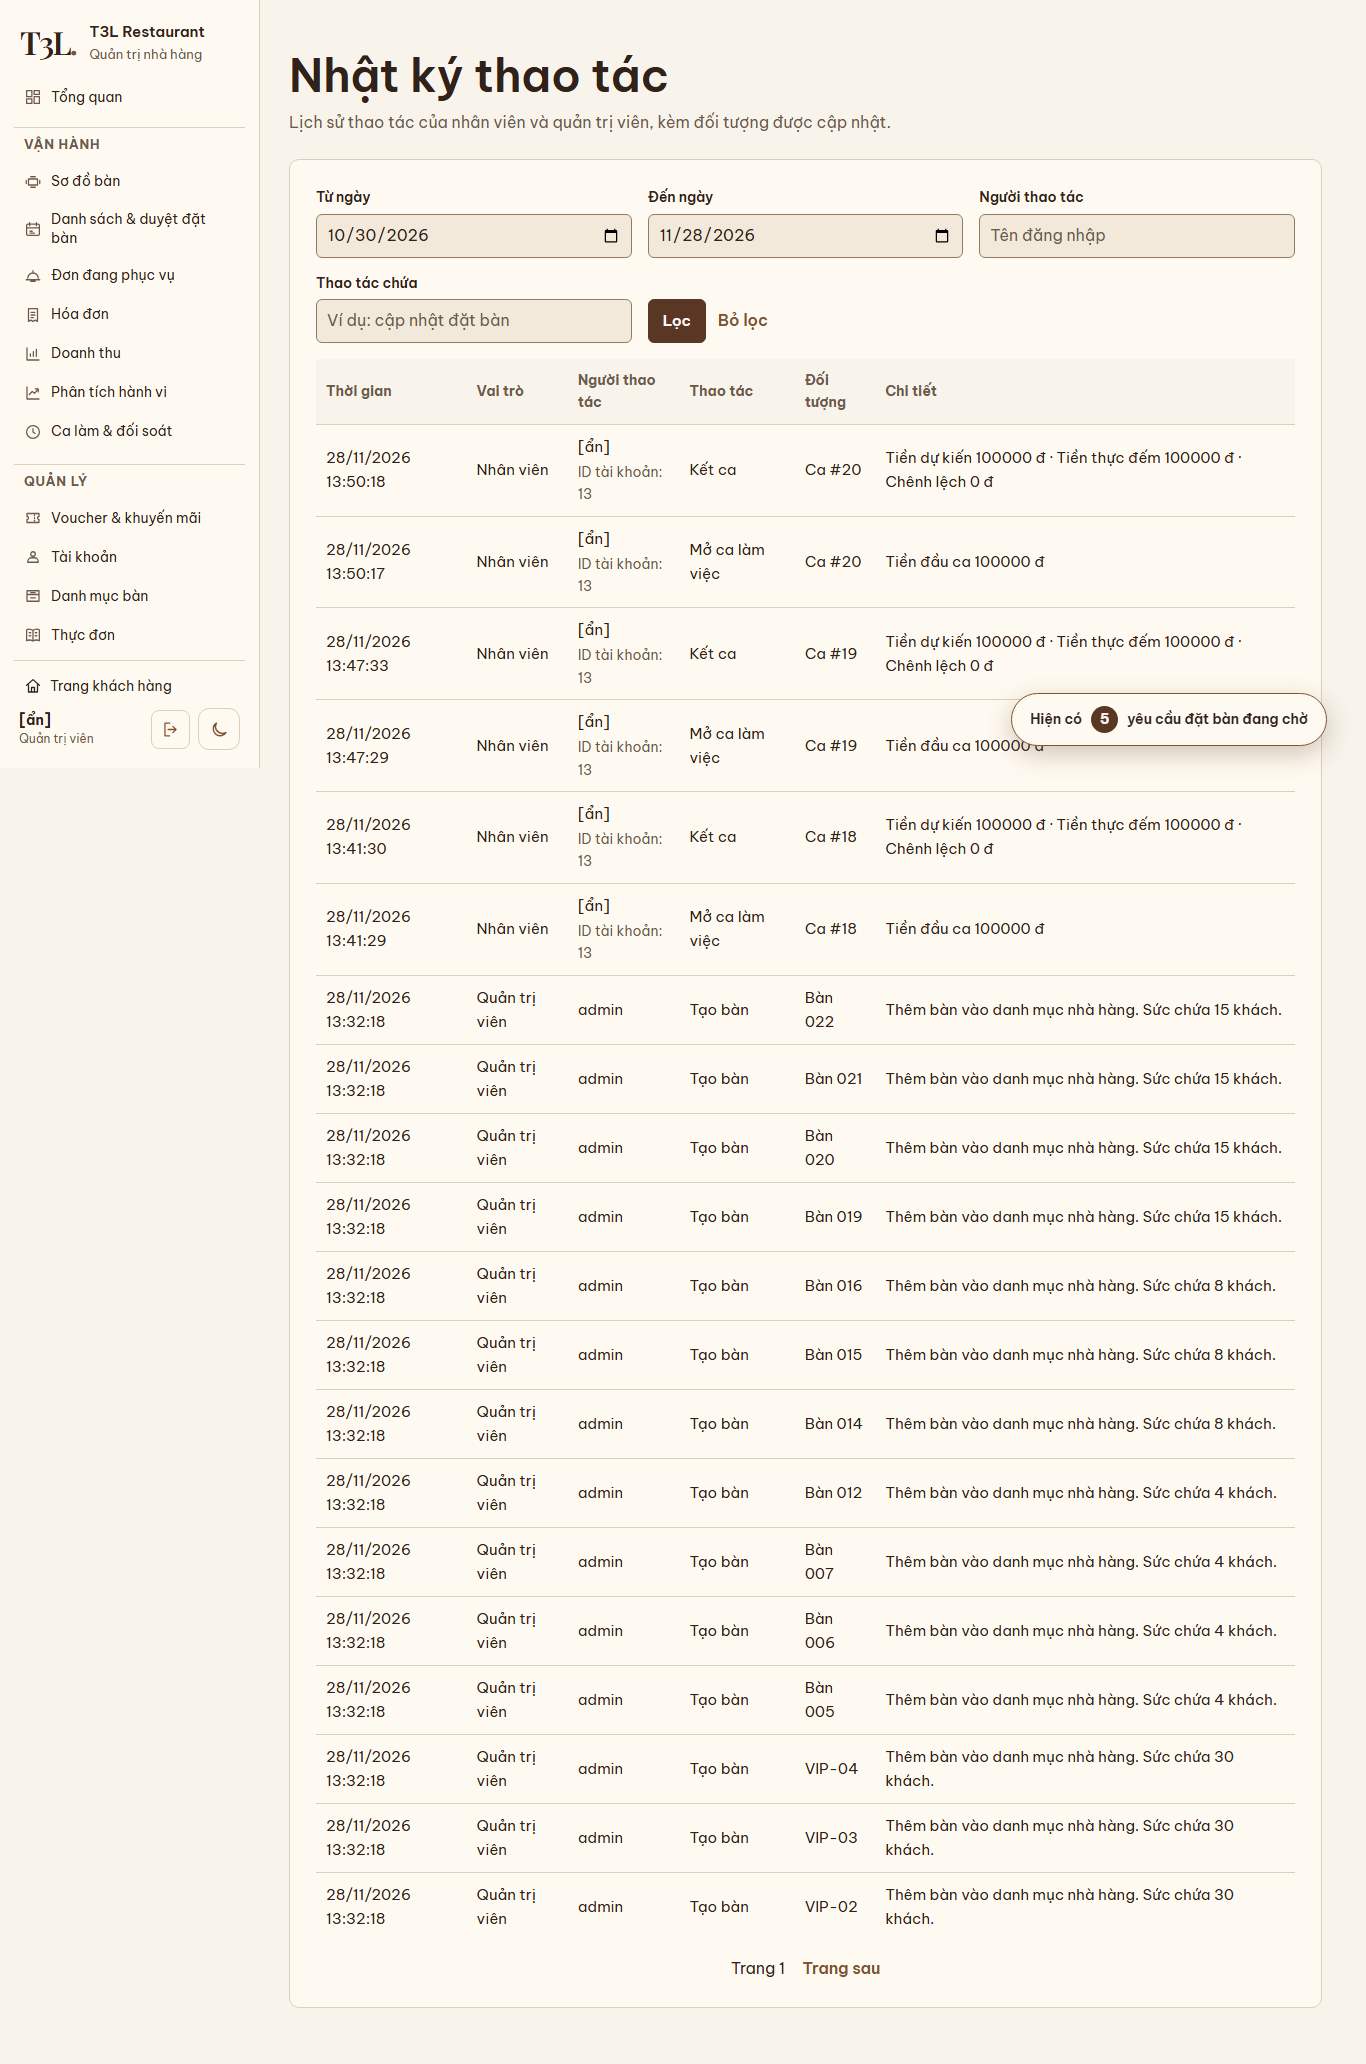 T3L.
T3L Restaurant
Quản trị nhà hàng
Tổng quan
VẬN HÀNH
Sơ đồ bàn
Danh sách & duyệt đặt
bàn
Đơn đang phục vụ
Hóa đơn
Doanh thu
Phân tích hành vi
Ca làm & đối soát
QUẢN LÝ
Voucher & khuyến mãi
Tài khoản
Danh mục bàn
Thực đơn
Trang khách hàng
[ẩn]
Quản trị viên
Nhật ký thao tác
Lịch sử thao tác của nhân viên và quản trị viên, kèm đối tượng được cập nhật.
Từ ngày
Đến ngày
Người thao tác
10/30/2026
11/28/2026
Tên đăng nhập
Thao tác chứa
Ví dụ: cập nhật đặt bàn
Lọc
Bỏ lọc
Thời gian
Vai trò
Người thao
tác
Thao tác
Đối
tượng
Chi tiết
28/11/2026
13:50:18
Nhân viên
[ẩn]
ID tài khoản:
13
Kết ca
Ca #20
Tiền dự kiến 100000 đ · Tiền thực đếm 100000 đ ·
Chênh lệch 0 đ
28/11/2026
13:50:17
Nhân viên
[ẩn]
ID tài khoản:
13
Mở ca làm
việc
Ca #20
Tiền đầu ca 100000 đ
28/11/2026
13:47:33
Nhân viên
[ẩn]
ID tài khoản:
13
Kết ca
Ca #19
Tiền dự kiến 100000 đ · Tiền thực đếm 100000 đ ·
Chênh lệch 0 đ
Hiện có 5 yêu cầu đặt bàn đang chờ
28/11/2026
13:47:29
Nhân viên
[ẩn]
ID tài khoản:
13
Mở ca làm
việc
Ca #19
Tiền đầu ca 100000 đ
28/11/2026
13:41:30
Nhân viên
[ẩn]
ID tài khoản:
13
Kết ca
Ca #18
Tiền dự kiến 100000 đ · Tiền thực đếm 100000 đ ·
Chênh lệch 0 đ
28/11/2026
13:41:29
Nhân viên
[ẩn]
ID tài khoản:
13
Mở ca làm
việc
Ca #18
Tiền đầu ca 100000 đ
28/11/2026
13:32:18
Quản trị
viên
admin
Tạo bàn
Bàn
022
Thêm bàn vào danh mục nhà hàng. Sức chứa 15 khách.
28/11/2026
13:32:18
Quản trị
viên
admin
Tạo bàn
Bàn 021
Thêm bàn vào danh mục nhà hàng. Sức chứa 15 khách.
28/11/2026
13:32:18
Quản trị
viên
admin
Tạo bàn
Bàn
020
Thêm bàn vào danh mục nhà hàng. Sức chứa 15 khách.
28/11/2026
13:32:18
Quản trị
viên
admin
Tạo bàn
Bàn 019
Thêm bàn vào danh mục nhà hàng. Sức chứa 15 khách.
28/11/2026
13:32:18
Quản trị
viên
admin
Tạo bàn
Bàn 016
Thêm bàn vào danh mục nhà hàng. Sức chứa 8 khách.
28/11/2026
13:32:18
Quản trị
viên
admin
Tạo bàn
Bàn 015
Thêm bàn vào danh mục nhà hàng. Sức chứa 8 khách.
28/11/2026
13:32:18
Quản trị
viên
admin
Tạo bàn
Bàn 014
Thêm bàn vào danh mục nhà hàng. Sức chứa 8 khách.
28/11/2026
13:32:18
Quản trị
viên
admin
Tạo bàn
Bàn 012
Thêm bàn vào danh mục nhà hàng. Sức chứa 4 khách.
28/11/2026
13:32:18
Quản trị
viên
admin
Tạo bàn
Bàn
007
Thêm bàn vào danh mục nhà hàng. Sức chứa 4 khách.
28/11/2026
13:32:18
Quản trị
viên
admin
Tạo bàn
Bàn
006
Thêm bàn vào danh mục nhà hàng. Sức chứa 4 khách.
28/11/2026
13:32:18
Quản trị
viên
admin
Tạo bàn
Bàn
005
Thêm bàn vào danh mục nhà hàng. Sức chứa 4 khách.
28/11/2026
13:32:18
Quản trị
viên
admin
Tạo bàn
VIP-04
Thêm bàn vào danh mục nhà hàng. Sức chứa 30
khách.
28/11/2026
13:32:18
Quản trị
viên
admin
Tạo bàn
VIP-03
Thêm bàn vào danh mục nhà hàng. Sức chứa 30
khách.
28/11/2026
13:32:18
Quản trị
viên
admin
Tạo bàn
VIP-02
Thêm bàn vào danh mục nhà hàng. Sức chứa 30
khách.
Trang 1
Trang sau